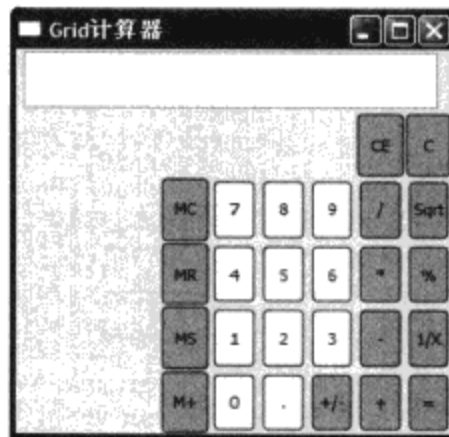 Grid计算器
CE C
MC 7 8 9 / Sqrt
MR 4 5 6 * %
MS 1 2 3 - 1/X
M+ 0 . +/- + =